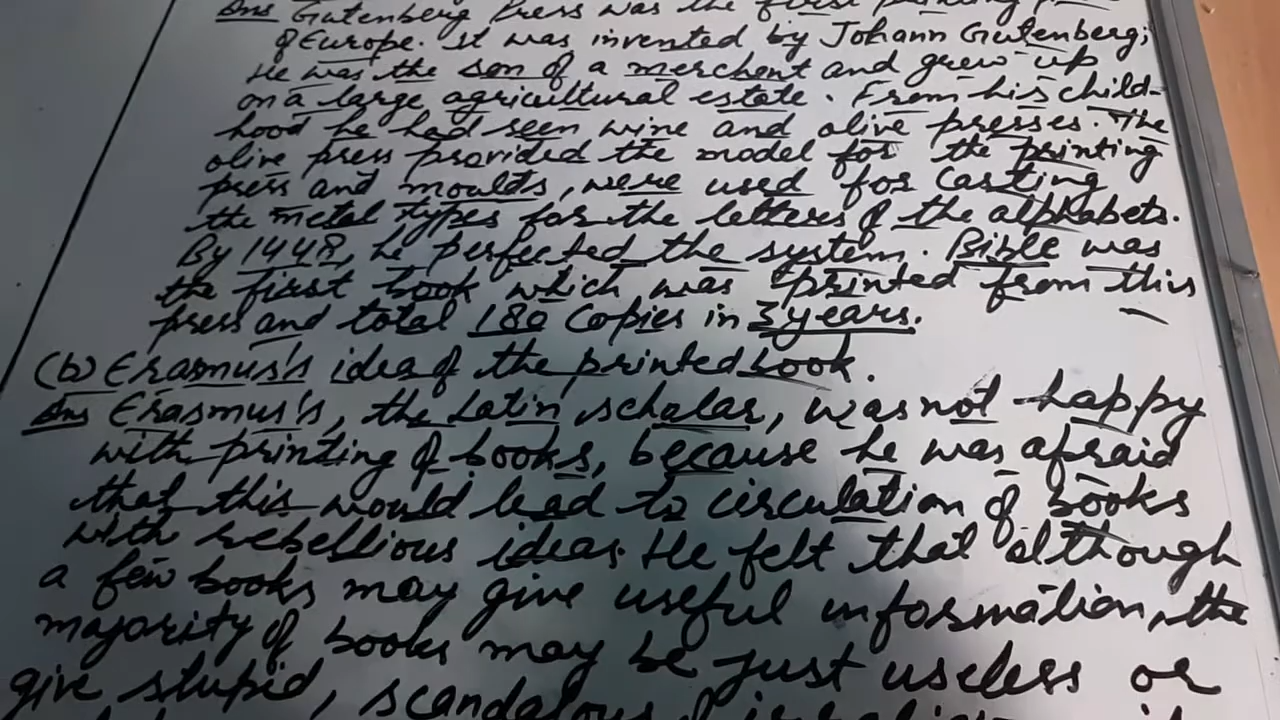 Ans Gutenberg Press was the first printing
of Europe. It was invented by Johann Gutenberg;
He was the son of a merchent and grew up
on a large agricultural estate. From his child-
hood he had seen wine and olive presses. The
olive press provided the model for the printing
press and moulds, were used for casting
the metal types for the letters of the alphabets.
By 1448, he perfected the system. Bible was
the first book which was printed from this
press and total 180 copies in 3 years.
(b) Erasmus's idea of the printed book.
Ans Erasmus's, the Latin scholar, was not happy
with printing of books, because he was afraid
that this would lead to circulation of books
with rebellious ideas. He felt that although
a few books may give useful information, the
majority of books may be just useless or
give stupid, scandalous